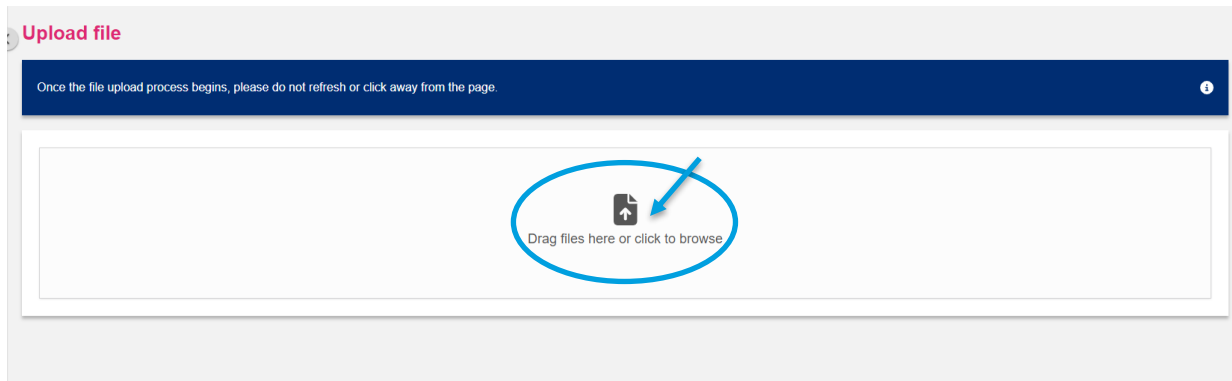 Upload file
Once the file upload process begins, please do not refresh or click away from the page.
Drag files here or click to browse